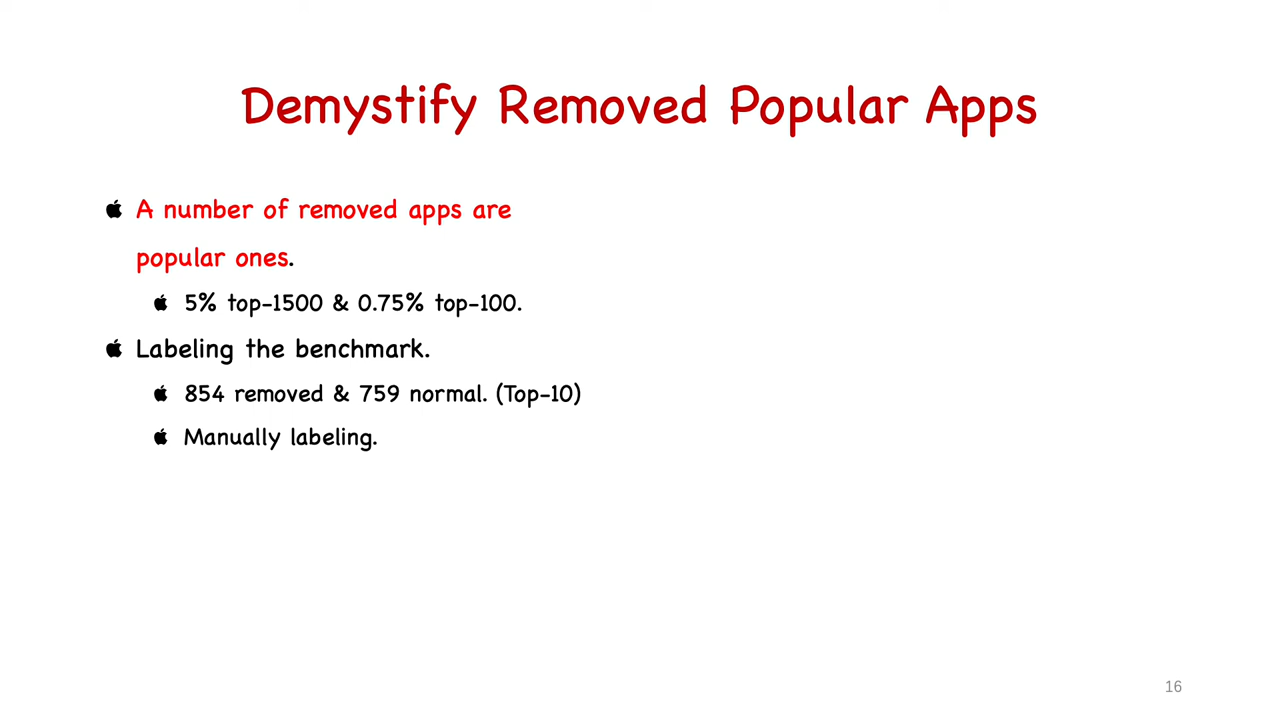 Demystify Removed Popular Apps
A number of removed apps are
popular ones.
5% top-1500 & 0.75% top-100.
Labeling the benchmark.
854 removed & 759 normal. (Top-10)
Manually labeling.
16